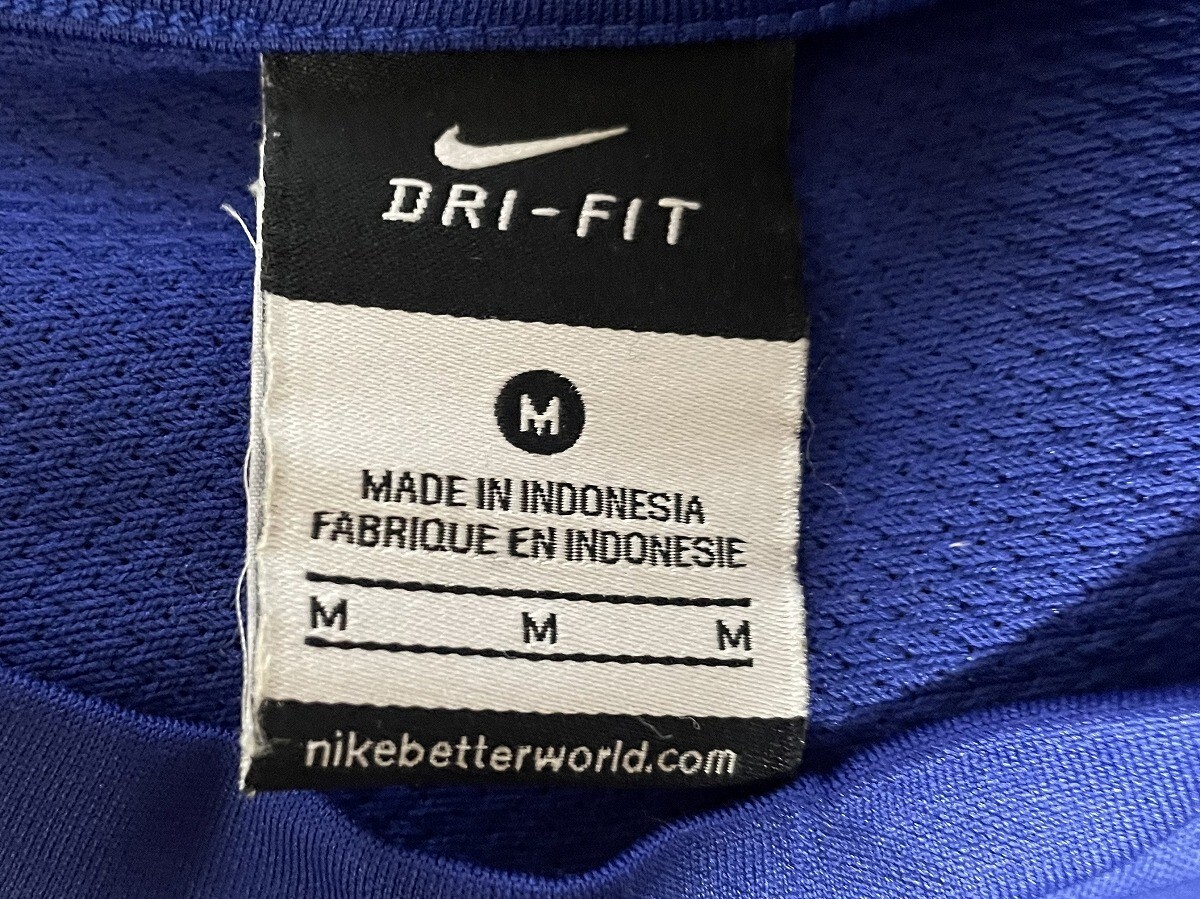 DRI-FIT
M
MADE IN INDONESIA
FABRIQUE EN INDONESIE
M M M
nikebetterworld.com